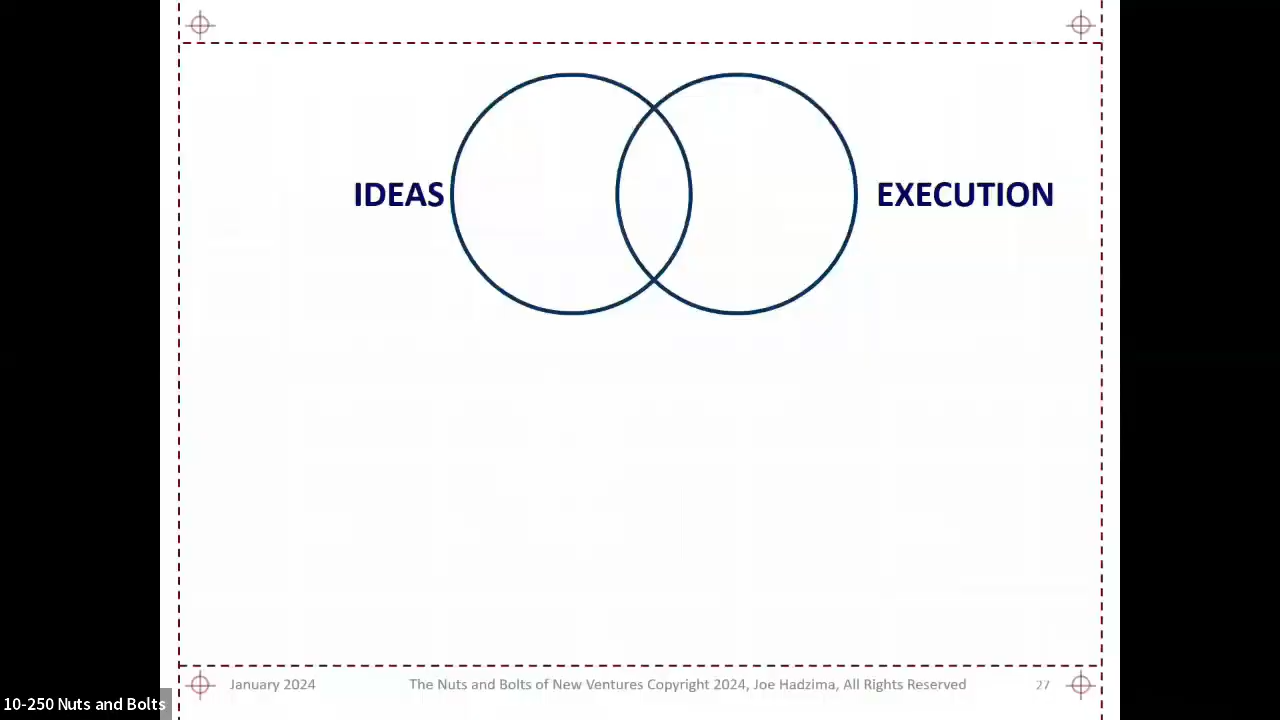 IDEAS
EXECUTION
January 2024
The Nuts and Bolts of New Ventures Copyright 2024, Joe Hadzima, All Rights Reserved
27
10-250 Nuts and Bolts